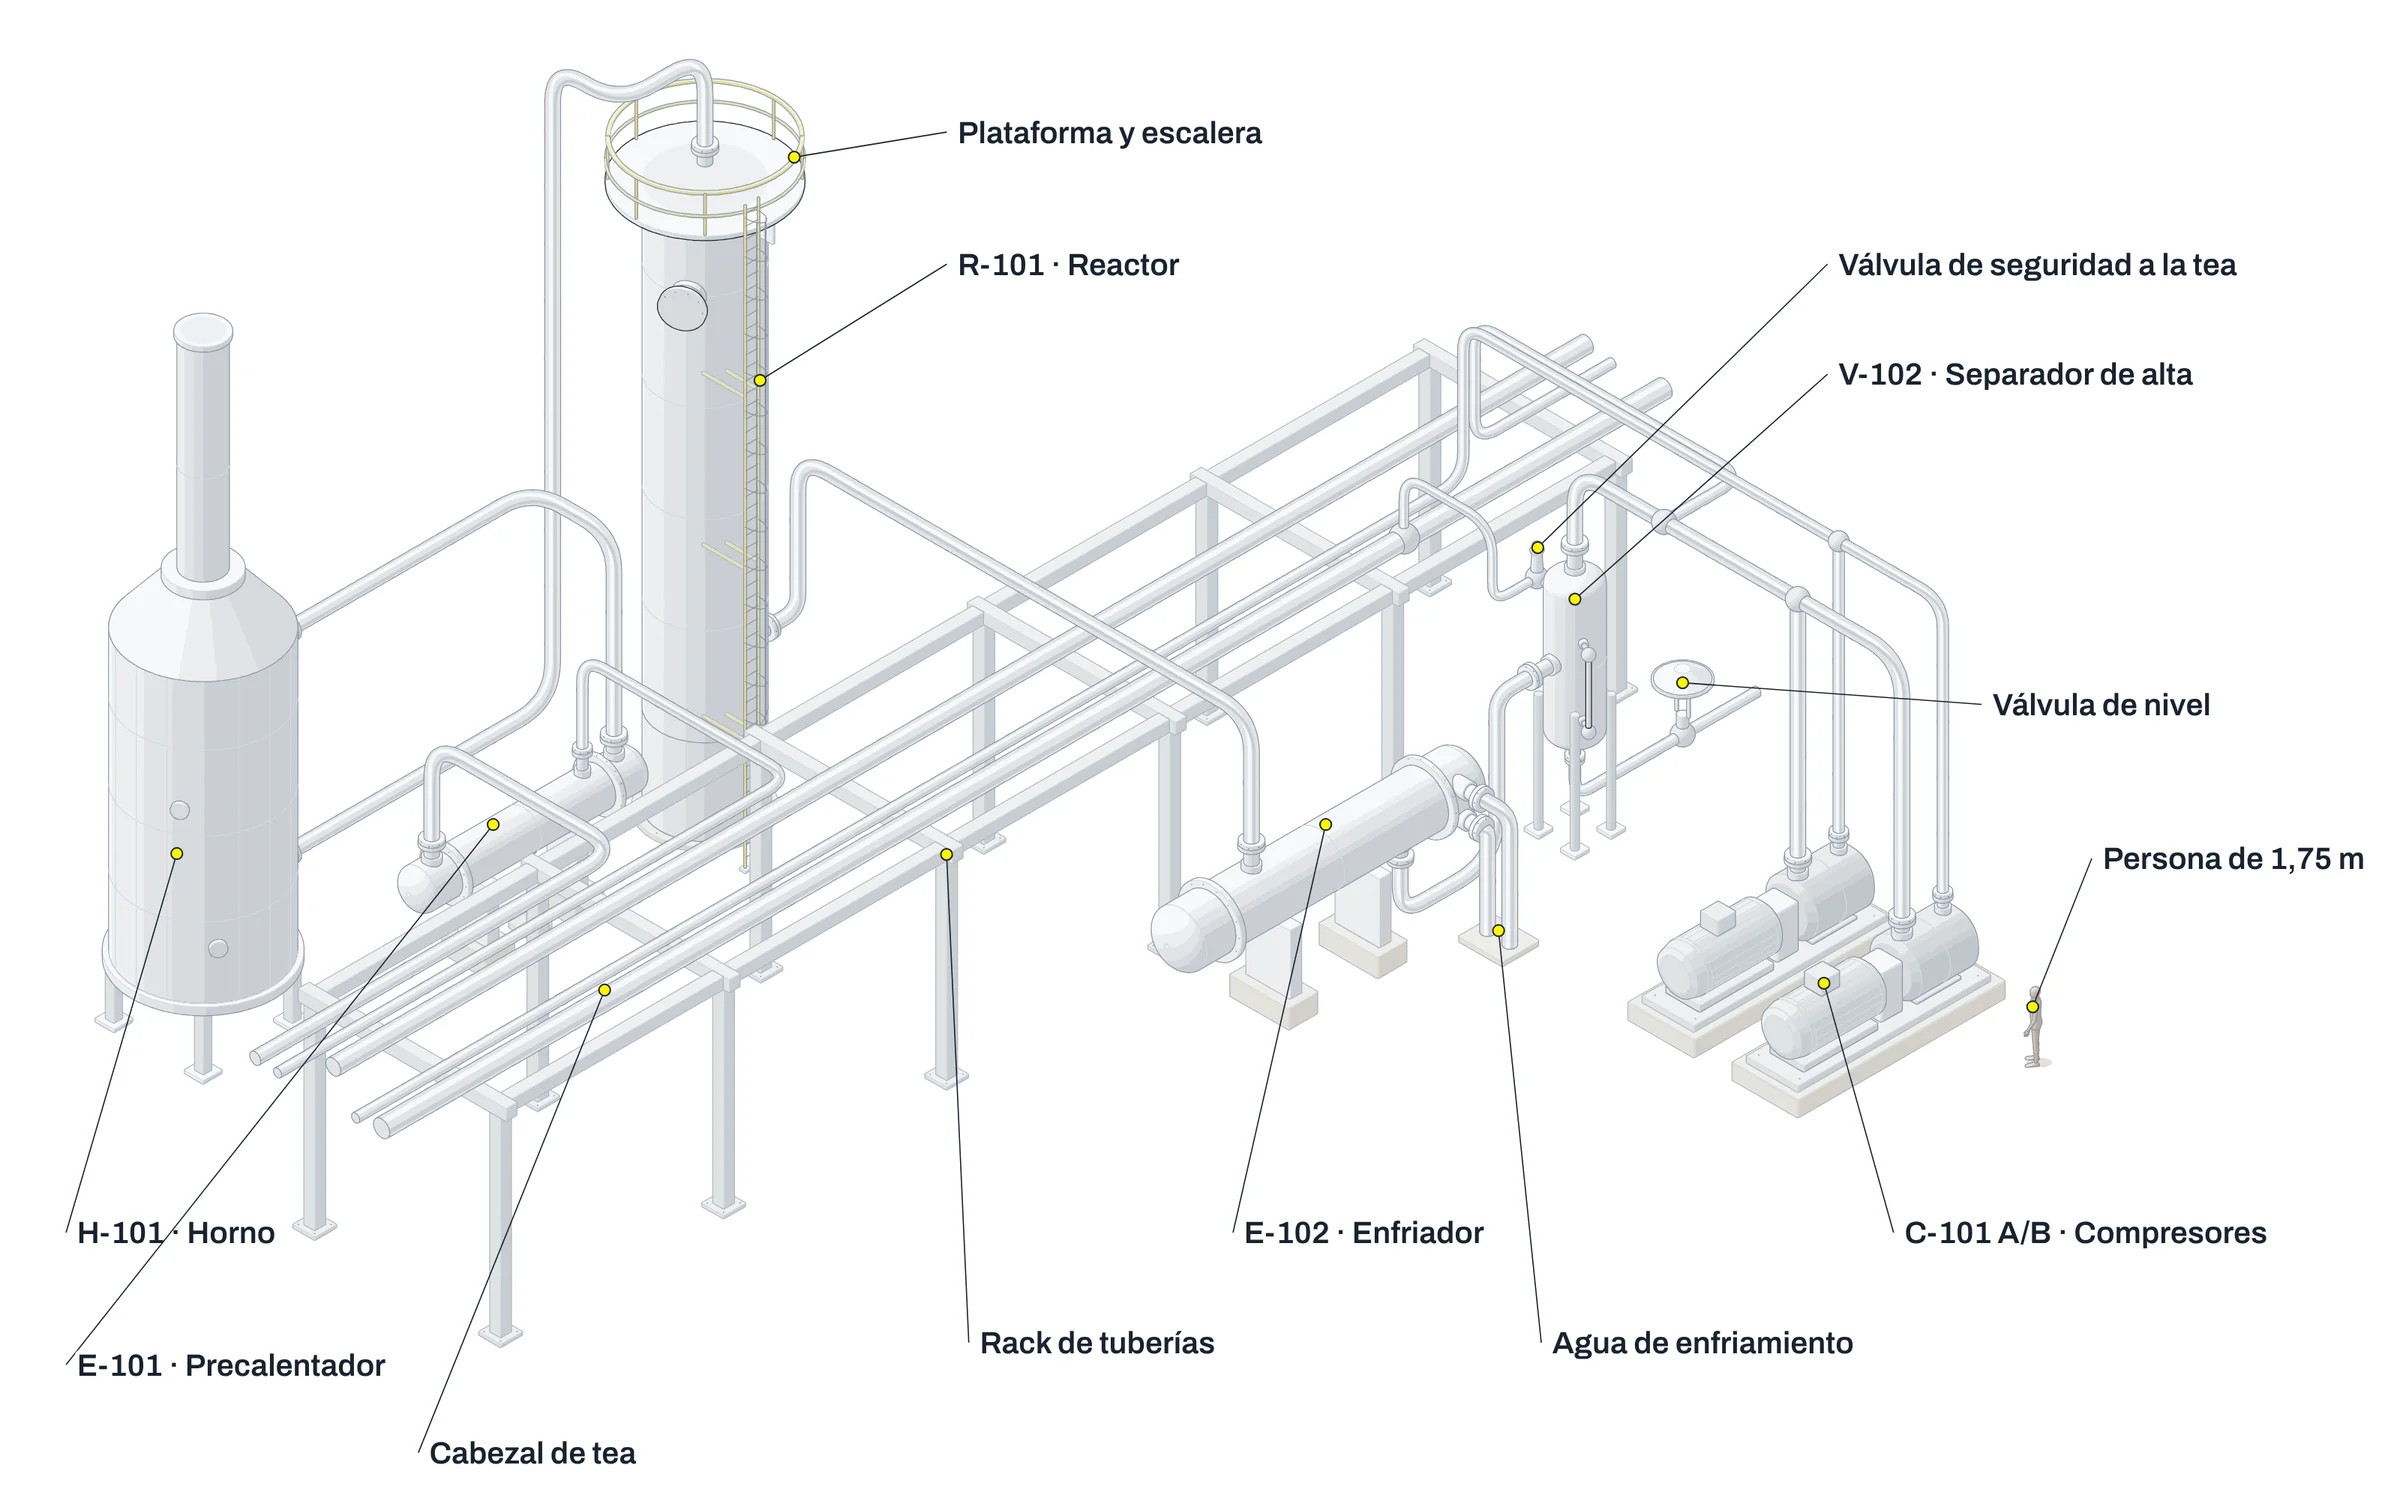 Plataforma y escalera
R-101 · Reactor
Válvula de seguridad a la tea
V-102 · Separador de alta
Válvula de nivel
Persona de 1,75 m
H-101 · Horno
E-102 · Enfriador
C-101 A/B · Compresores
E-101 · Precalentador
Rack de tuberías
Agua de enfriamiento
Cabezal de tea